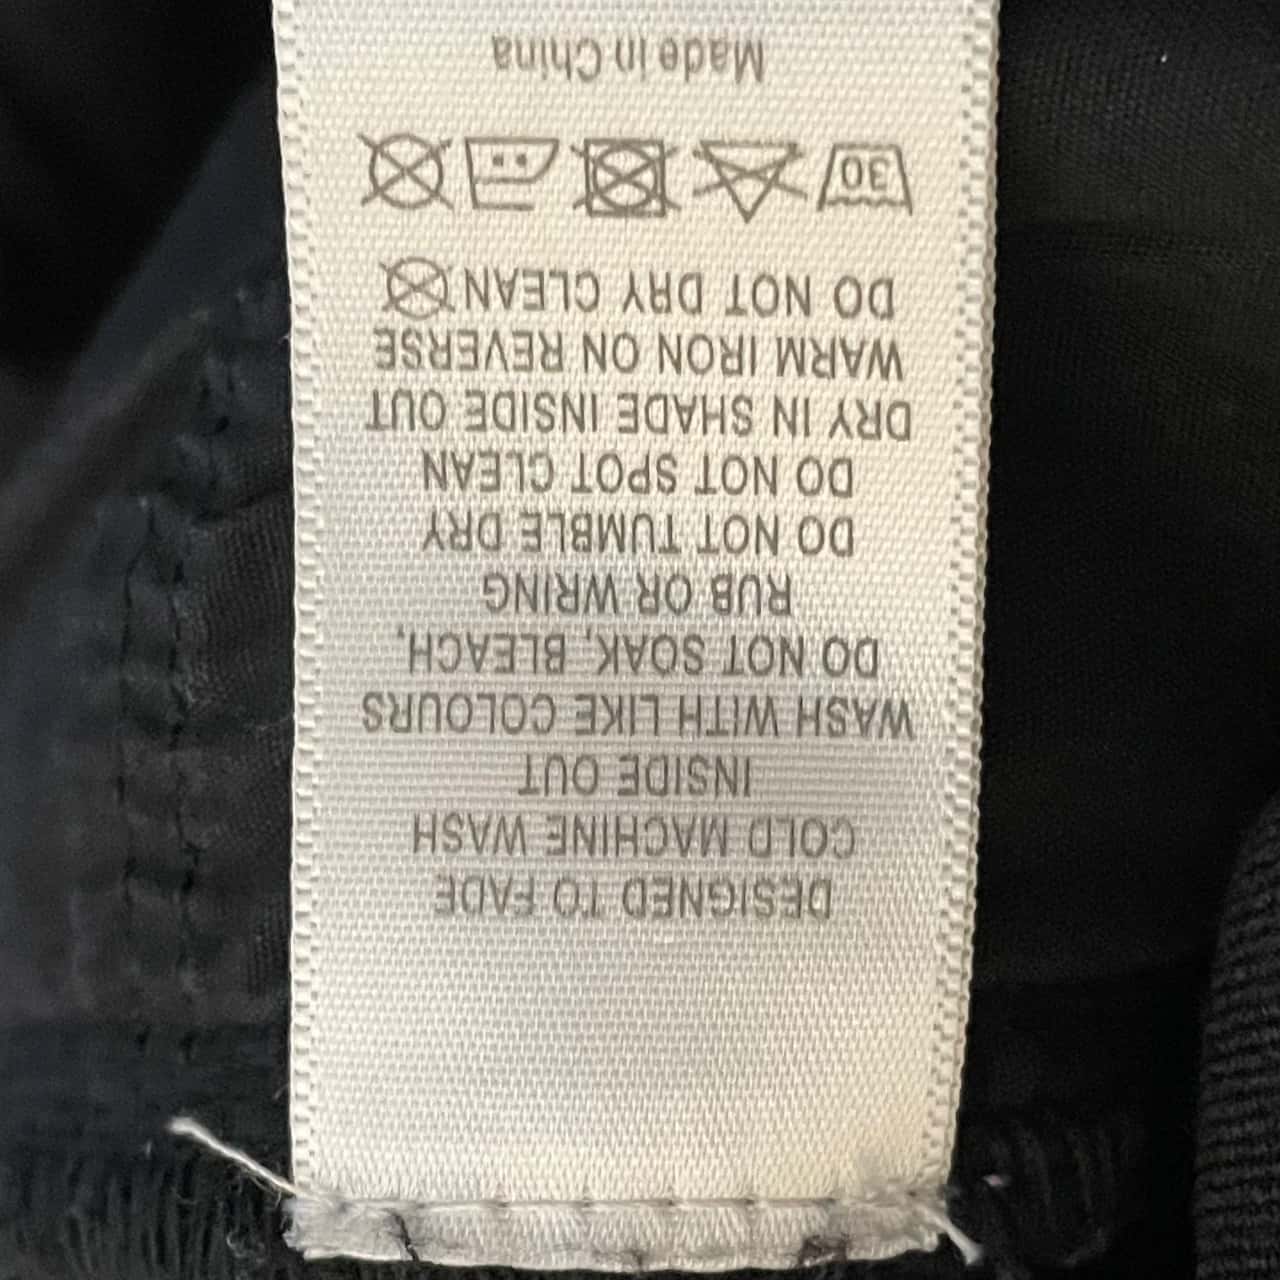 DESIGNED TO FADE
COLD MACHINE WASH
INSIDE OUT
WASH WITH LIKE COLOURS
DO NOT SOAK, BLEACH,
RUB OR WRING
DO NOT TUMBLE DRY
DO NOT SPOT CLEAN
DRY IN SHADE INSIDE OUT
WARM IRON ON REVERSE
DO NOT DRY CLEAN
30
Made in China